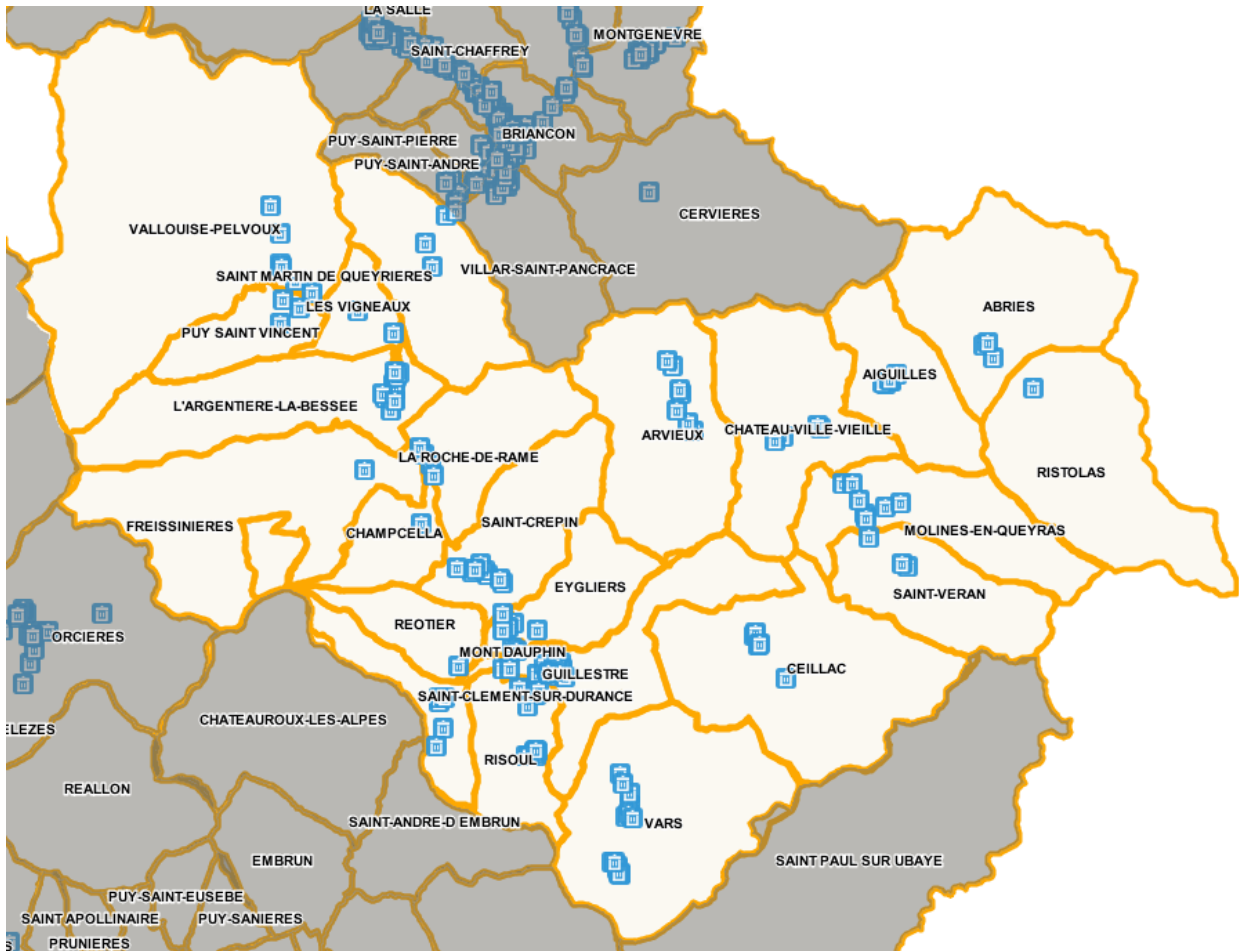 LA SALLE
MONTGENEVRE
SAINT-CHAFFREY
BRIANCON
PUY-SAINT-PIERRE
PUY-SAINT-ANDRE
CERVIERES
VALLOUISE-PELVOUX
VILLAR-SAINT-PANCRACE
SAINT MARTIN DE QUEYRIERES
LES VIGNEAUX
ABRIES
PUY SAINT VINCENT
AIGUILLES
L'ARGENTIERE-LA-BESSEE
CHATEAU-VILLE-VIEILLE
ARVIEUX
LA ROCHE-DE-RAME
RISTOLAS
SAINT-CREPIN
FREISSINIERES
CHAMPCELLA
MOLINES-EN-QUEYRAS
EYGLIERS
SAINT-VERAN
REOTIER
ORCIERES
MONT DAUPHIN
CEILLAC
GUILLESTRE
SAINT-CLEMENT-SUR-DURANCE
CHATEAUROUX-LES-ALPES
ELEZES
RISOUL
REALLON
SAINT-ANDRE-D EMBRUN
VARS
EMBRUN
SAINT PAUL SUR UBAYE
PUY-SAINT-EUSEBE
SAINT APOLLINAIRE
PUY-SANIERES
PRUNIERES
S